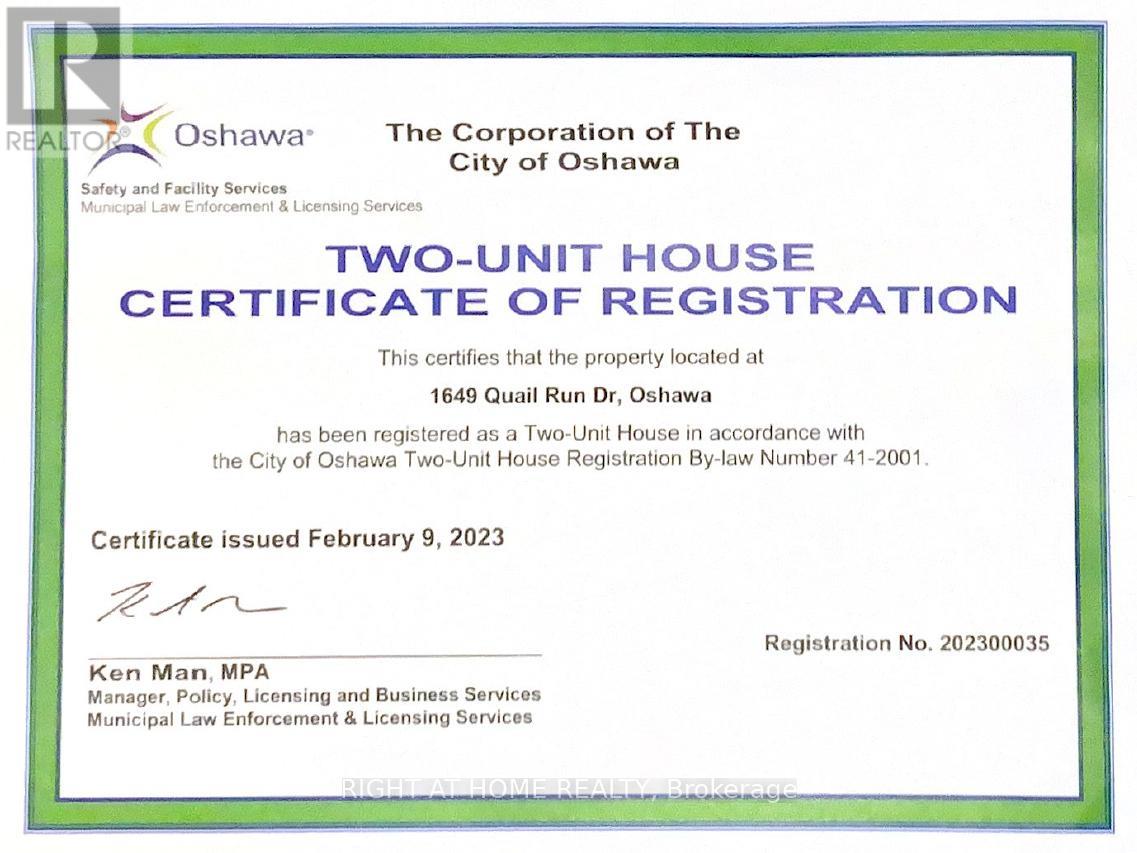 REALTOR®
Oshawa®
The Corporation of The
City of Oshawa
Safety and Facility Services
Municipal Law Enforcement & Licensing Services
TWO-UNIT HOUSE
CERTIFICATE OF REGISTRATION
This certifies that the property located at
1649 Quail Run Dr, Oshawa
has been registered as a Two-Unit House in accordance with
the City of Oshawa Two-Unit House Registration By-law Number 41-2001.
Certificate issued February 9, 2023
Registration No. 202300035
Ken Man, MPA
Manager, Policy, Licensing and Business Services
Municipal Law Enforcement & Licensing Services
RIGHT AT HOME REALTY, Brokerage